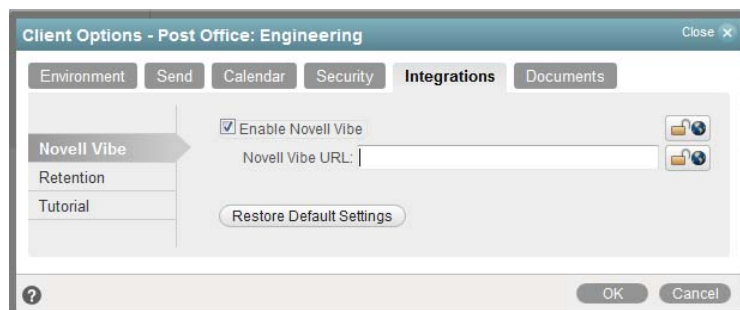 Client Options - Post Office: Engineering Close
Environment Send Calendar Security Integrations Documents
Novell Vibe
Retention
Tutorial
Enable Novell Vibe
Novell Vibe URL:
Restore Default Settings
? OK Cancel